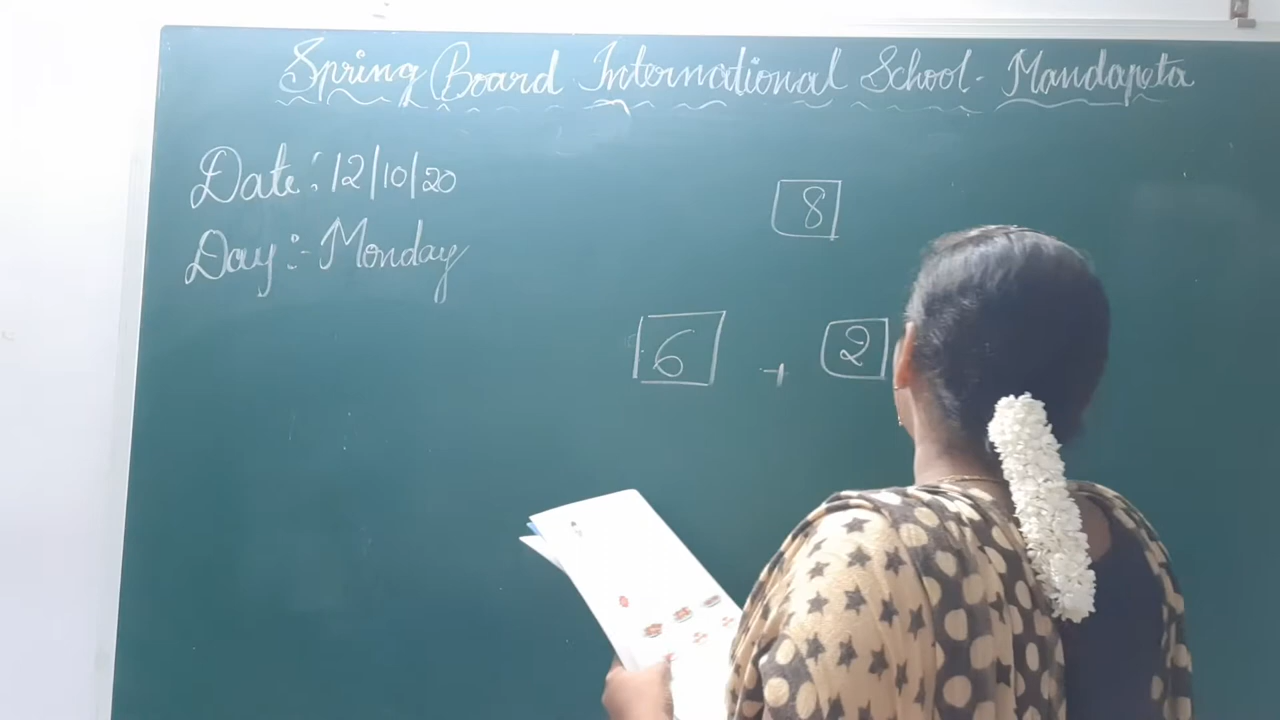 Spring Board International School - Mandapeta
Date : 12/10/20
Day :- Monday
8
6 + 2